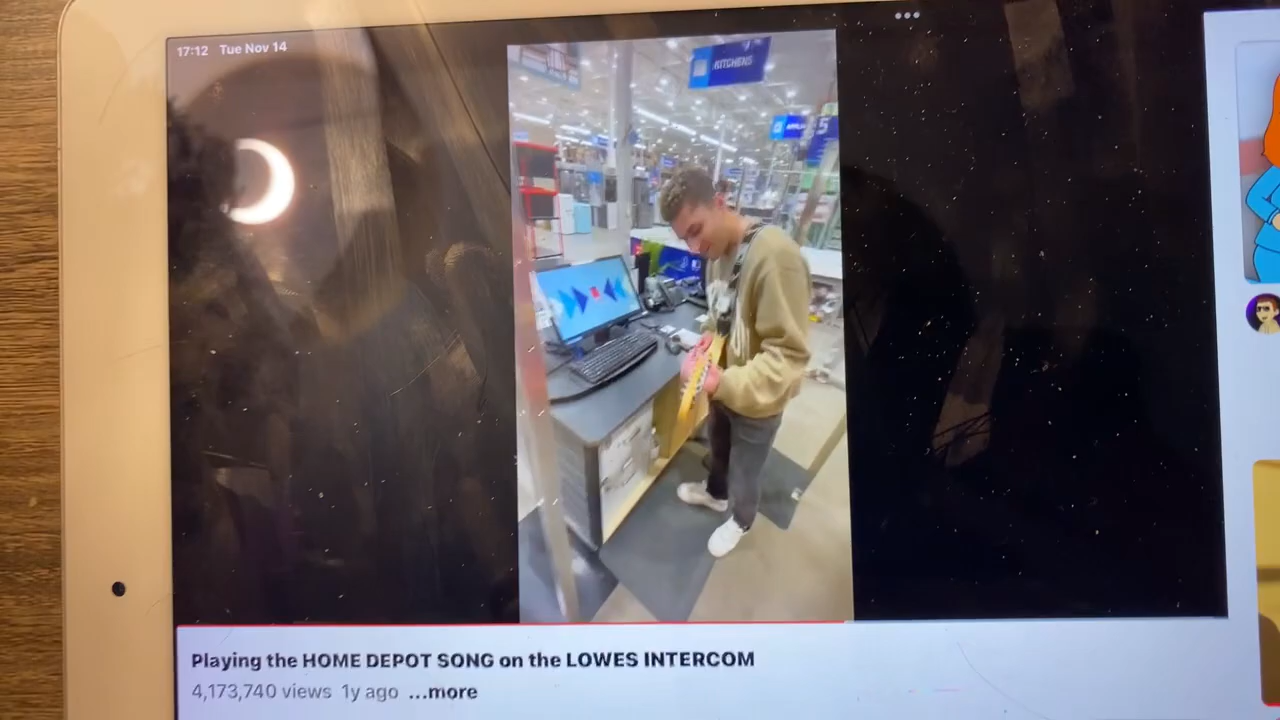 17:12 Tue Nov 14
KITCHENS
5
Playing the HOME DEPOT SONG on the LOWES INTERCOM
4,173,740 views 1y ago ...more